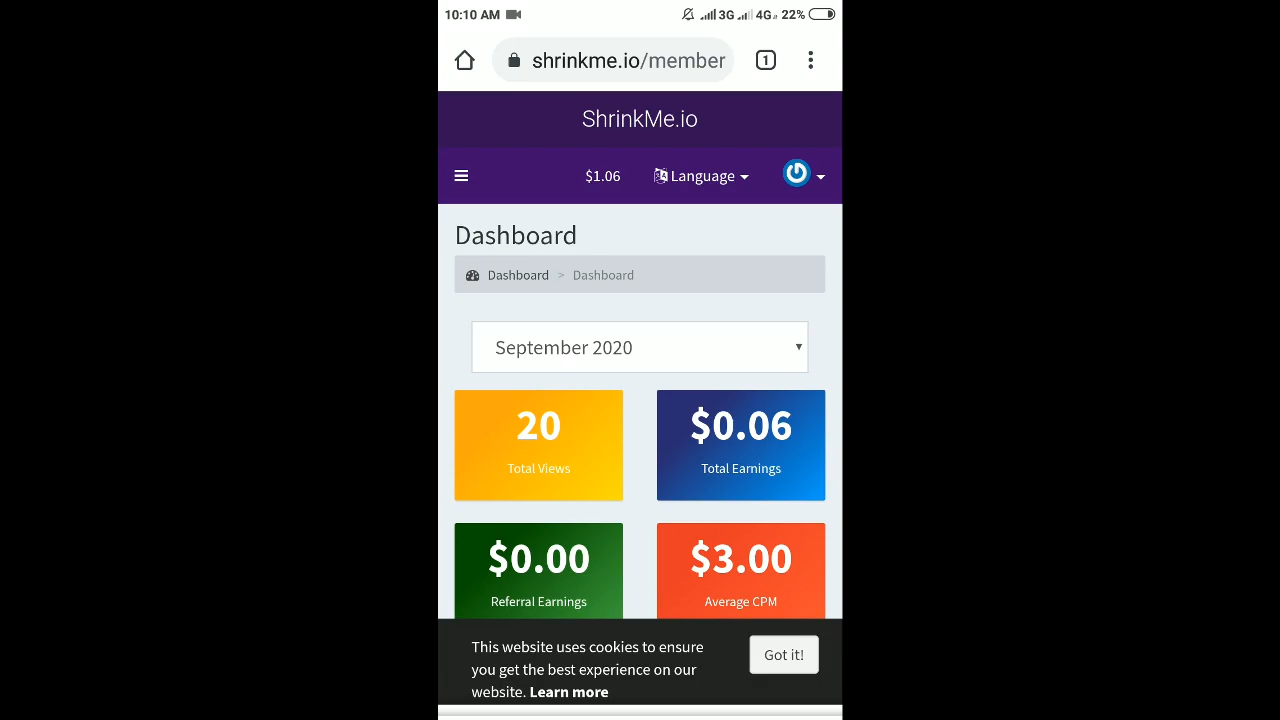 10:10 AM 3G 4G 22%
shrinkme.io/member 1
ShrinkMe.io
$1.06 Language
Dashboard
Dashboard > Dashboard
September 2020
20 $0.06
Total Views Total Earnings
$0.00 $3.00
Referral Earnings Average CPM
This website uses cookies to ensure
you get the best experience on our
website. Learn more
Got it!